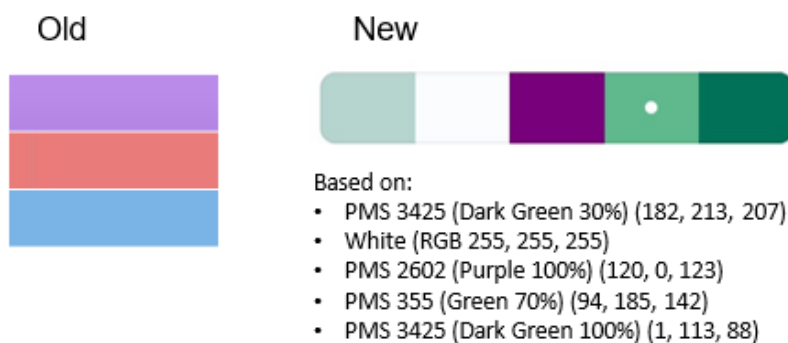 Old
New
Based on:
• PMS 3425 (Dark Green 30%) (182, 213, 207)
• White (RGB 255, 255, 255)
• PMS 2602 (Purple 100%) (120, 0, 123)
• PMS 355 (Green 70%) (94, 185, 142)
• PMS 3425 (Dark Green 100%) (1, 113, 88)